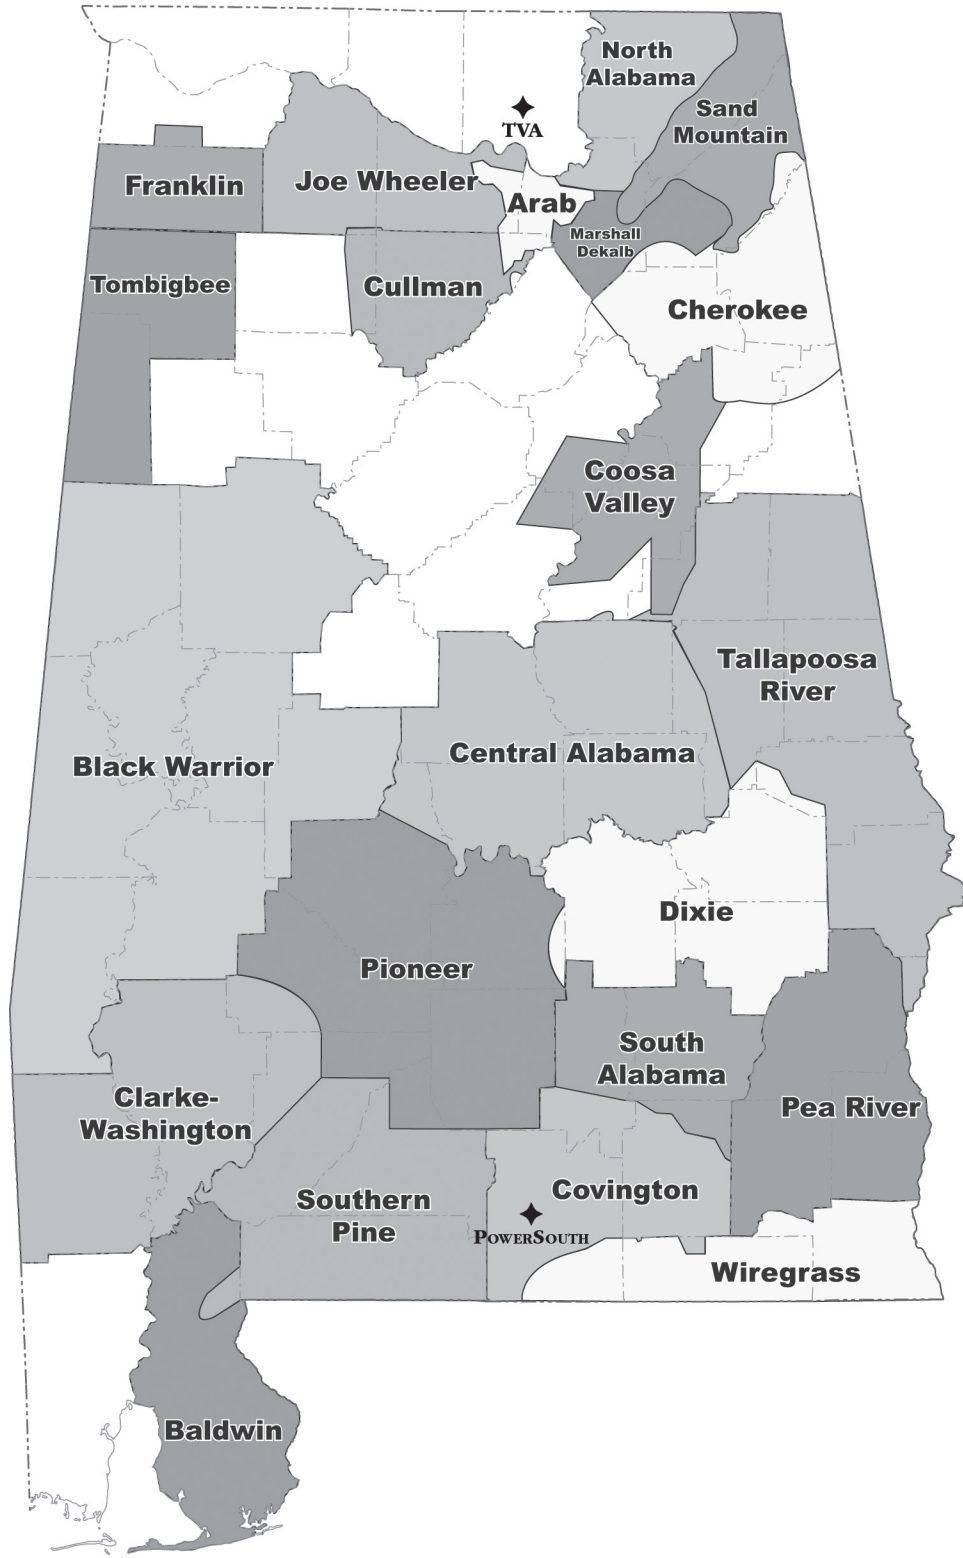 North
Alabama
Sand
Mountain
TVA
Franklin
Joe Wheeler
Arab
Marshall
Dekalb
Tombigbee
Cullman
Cherokee
Coosa
Valley
Tallapoosa
River
Black Warrior
Central Alabama
Dixie
Pioneer
South
Alabama
Clarke-
Washington
Pea River
Southern
Pine
Covington
PowerSouth
Wiregrass
Baldwin